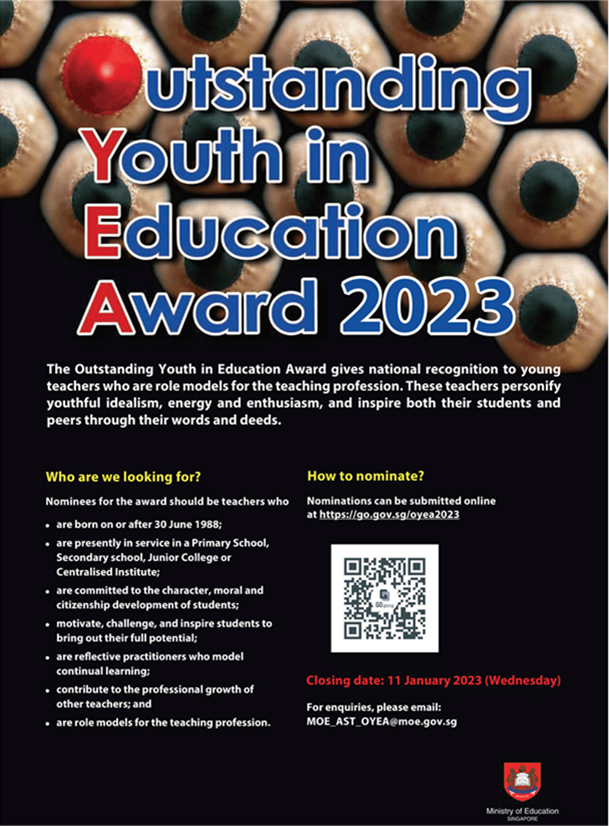 Outstanding
Youth in
Education
Award 2023
The Outstanding Youth in Education Award gives national recognition to young
teachers who are role models for the teaching profession. These teachers personify
youthful idealism, energy and enthusiasm, and inspire both their students and
peers through their words and deeds.
Who are we looking for?
Nominees for the award should be teachers who
• are born on or after 30 June 1988;
• are presently in service in a Primary School,
Secondary school, Junior College or
Centralised Institute;
• are committed to the character, moral and
citizenship development of students;
• motivate, challenge, and inspire students to
bring out their full potential;
• are reflective practitioners who model
continual learning;
• contribute to the professional growth of
other teachers; and
• are role models for the teaching profession.
How to nominate?
Nominations can be submitted online
at https://go.gov.sg/oyea2023
Closing date: 11 January 2023 (Wednesday)
For enquiries, please email:
MOE_AST_OYEA@moe.gov.sg
Ministry of Education
SINGAPORE